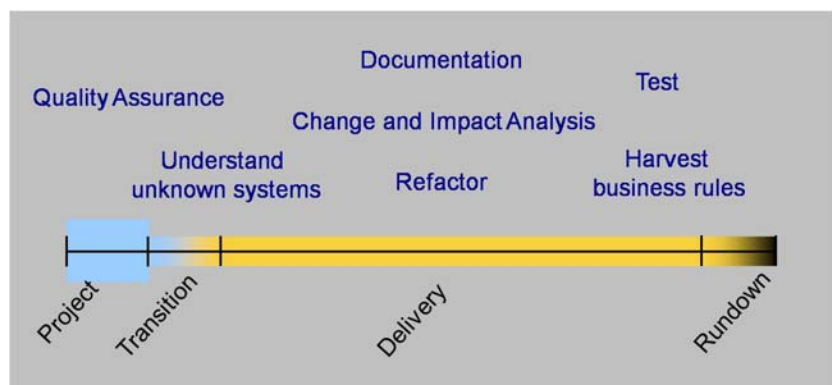 Documentation
Test
Quality Assurance
Change and Impact Analysis
Understand
unknown systems
Refactor
Harvest
business rules
Project
Transition
Delivery
Rundown